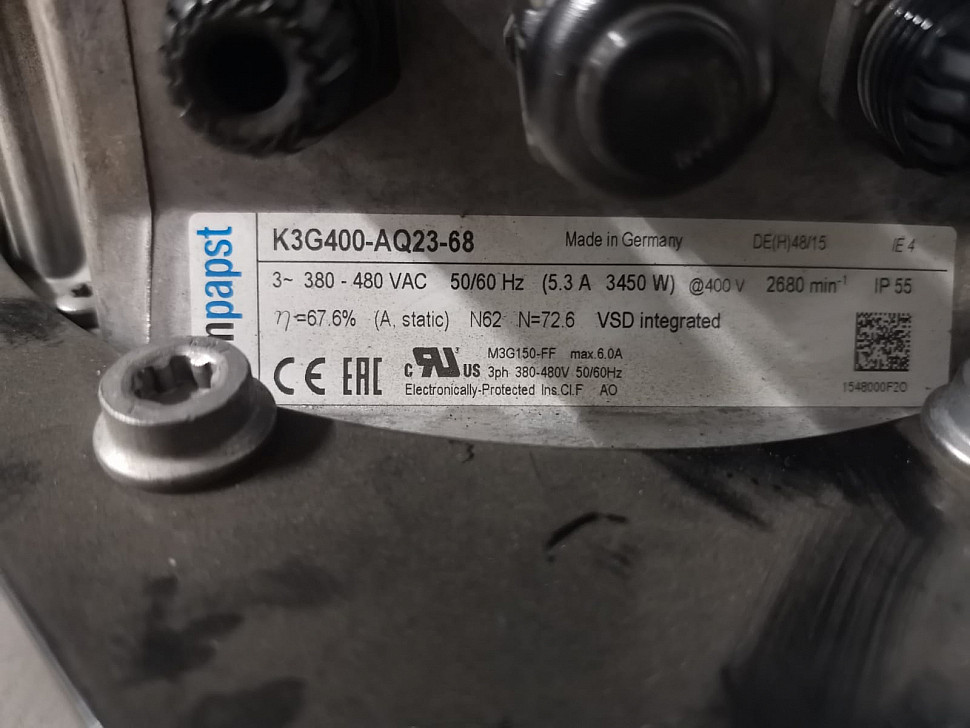 npapst
K3G400-AQ23-68 Made in Germany DE(H)48/15 IE 4
3~ 380 - 480 VAC 50/60 Hz (5.3 A 3450 W) @400 V 2680 min⁻¹ IP 55
η=67.6% (A, static) N62 N=72.6 VSD integrated
CE EAC c RU US M3G150-FF max.6.0A
3ph 380-480V 50/60Hz
Electronically-Protected Ins.Cl.F AO
1548000F2O